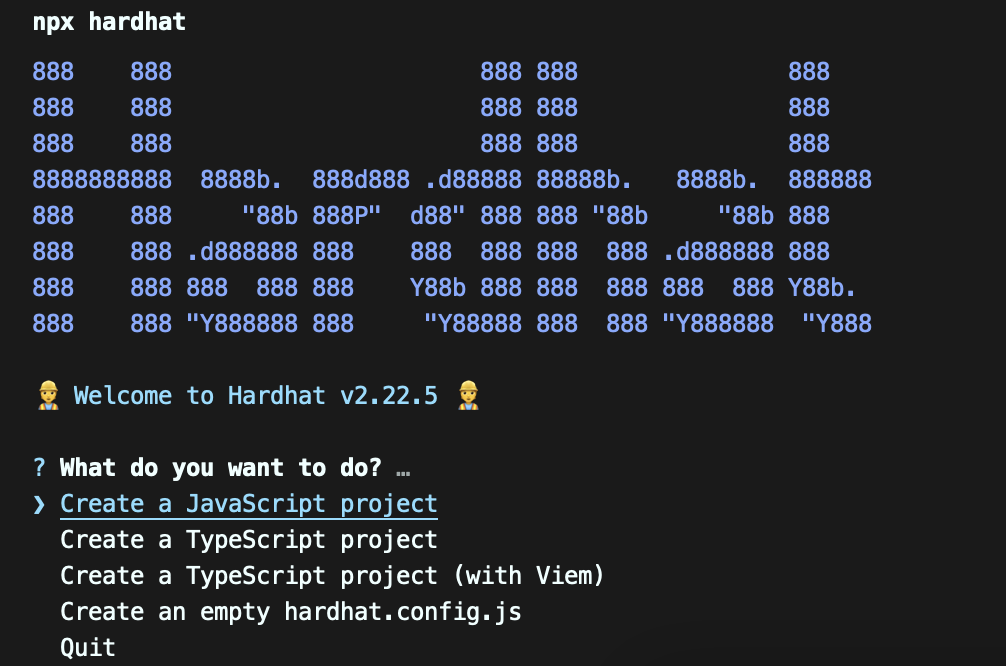 npx hardhat
888    888                      888 888               888
888    888                      888 888               888
888    888                      888 888               888
8888888888  8888b.  888d888 .d88888 88888b.   8888b.  888888
888    888     "88b 888P"  d88" 888 888 "88b     "88b 888
888    888 .d888888 888    888  888 888  888 .d888888 888
888    888 888  888 888    Y88b 888 888  888 888  888 Y88b.
888    888 "Y888888 888     "Y88888 888  888 "Y888888  "Y888
👷 Welcome to Hardhat v2.22.5 👷
? What do you want to do? …
❯ Create a JavaScript project
Create a TypeScript project
Create a TypeScript project (with Viem)
Create an empty hardhat.config.js
Quit